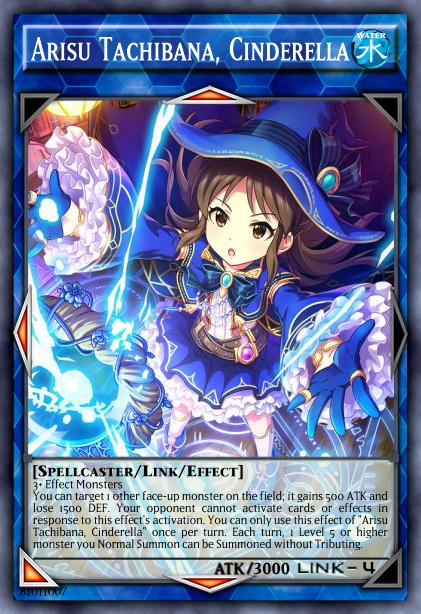 ARISU TACHIBANA, CINDERELLA
WATER
水
[SPELLCASTER/LINK/EFFECT]
3+ Effect Monsters
You can target 1 other face-up monster on the field; it gains 500 ATK and
lose 1500 DEF. Your opponent cannot activate cards or effects in
response to this effect's activation. You can only use this effect of "Arisu
Tachibana, Cinderella" once per turn. Each turn, 1 Level 5 or higher
monster you Normal Summon can be Summoned without Tributing.
ATK/3000 LINK-4
81011007